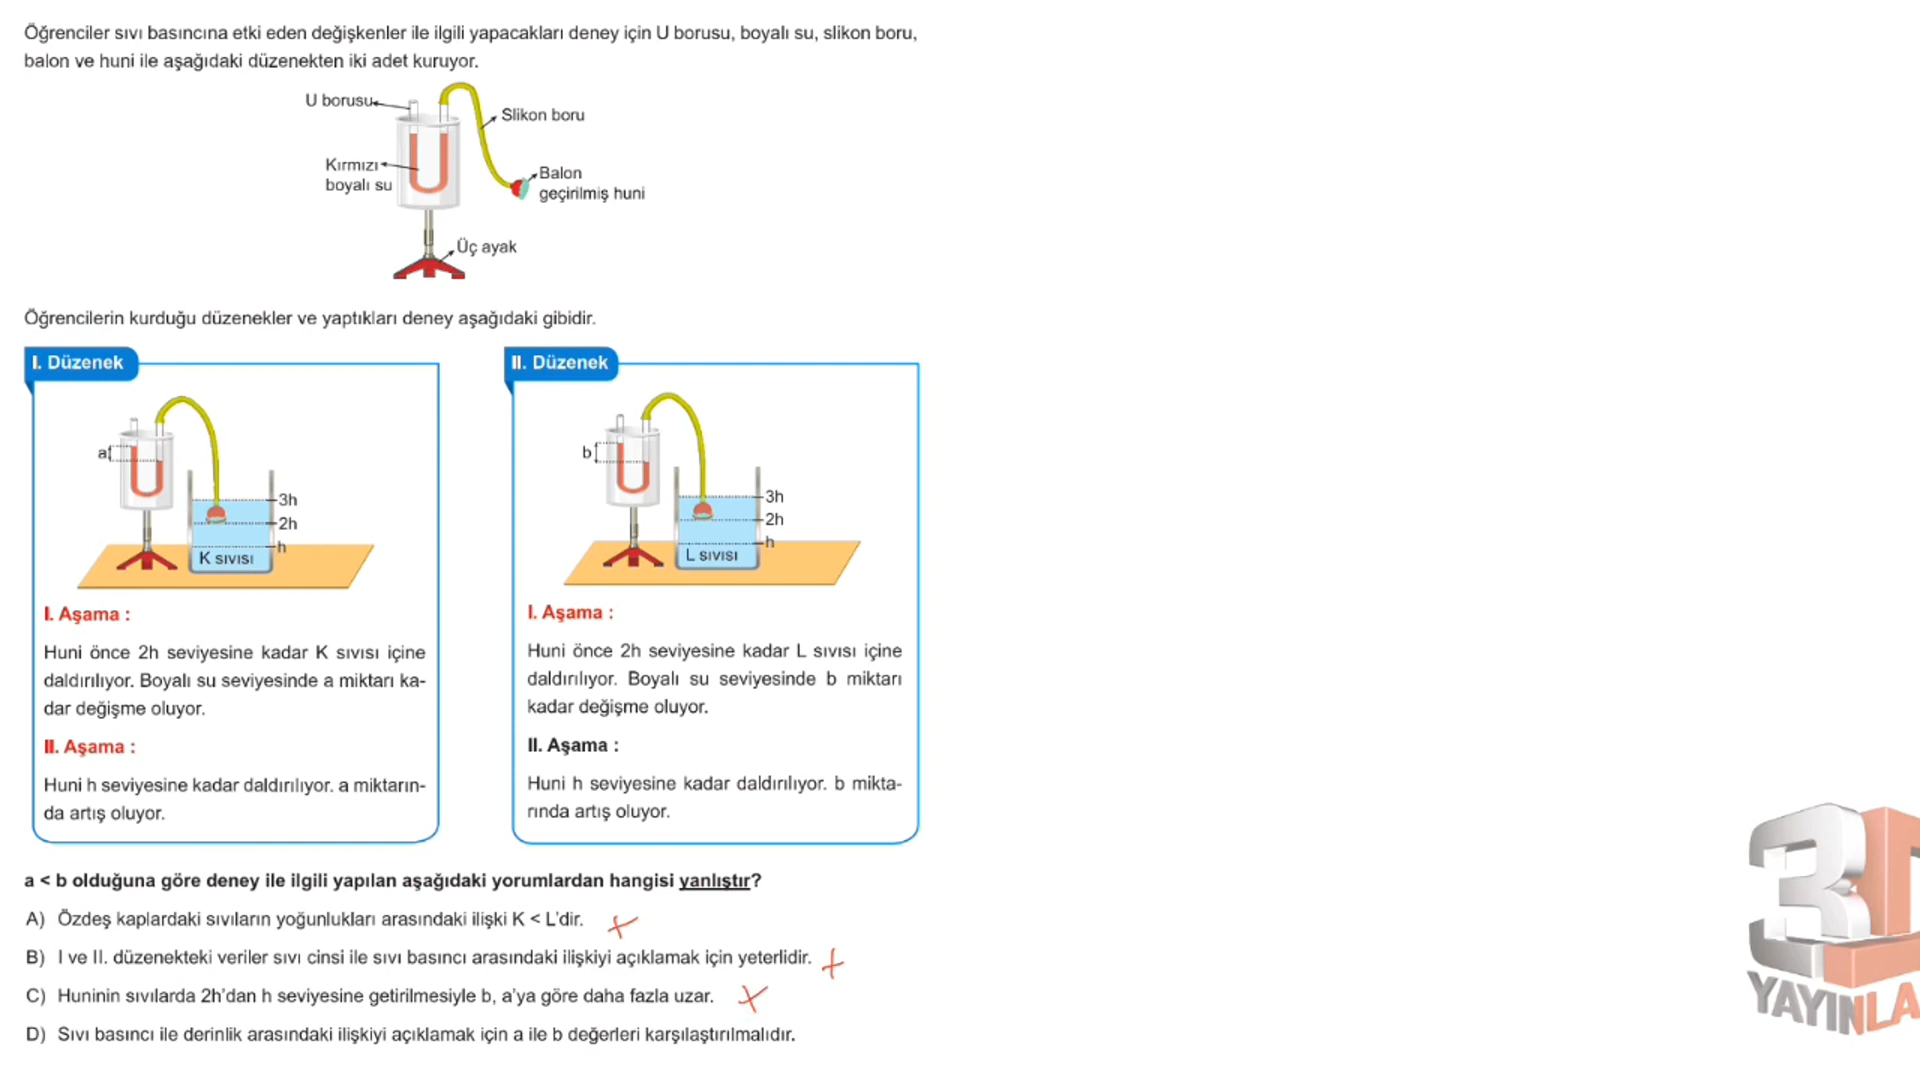 Öğrenciler sıvı basıncına etki eden değişkenler ile ilgili yapacakları deney için U borusu, boyalı su, slikon boru,
balon ve huni ile aşağıdaki düzenekten iki adet kuruyor.
U borusu
Slikon boru
Kırmızı
boyalı su
Balon
geçirilmiş huni
Üç ayak
Öğrencilerin kurduğu düzenekler ve yaptıkları deney aşağıdaki gibidir.
I. Düzenek
a
3h
2h
h
K sıvısı
I. Aşama :
Huni önce 2h seviyesine kadar K sıvısı içine
daldırılıyor. Boyalı su seviyesinde a miktarı ka-
dar değişme oluyor.
II. Aşama :
Huni h seviyesine kadar daldırılıyor. a miktarın-
da artış oluyor.
II. Düzenek
b
3h
2h
h
L sıvısı
I. Aşama :
Huni önce 2h seviyesine kadar L sıvısı içine
daldırılıyor. Boyalı su seviyesinde b miktarı
kadar değişme oluyor.
II. Aşama :
Huni h seviyesine kadar daldırılıyor. b mikta-
rında artış oluyor.
a < b olduğuna göre deney ile ilgili yapılan aşağıdaki yorumlardan hangisi yanlıştır?
A) Özdeş kaplardaki sıvıların yoğunlukları arasındaki ilişki K < L'dir.
B) I ve II. düzenekteki veriler sıvı cinsi ile sıvı basıncı arasındaki ilişkiyi açıklamak için yeterlidir.
C) Huninin sıvılarda 2h'dan h seviyesine getirilmesiyle b, a'ya göre daha fazla uzar.
D) Sıvı basıncı ile derinlik arasındaki ilişkiyi açıklamak için a ile b değerleri karşılaştırılmalıdır.
3D
YAYINLA